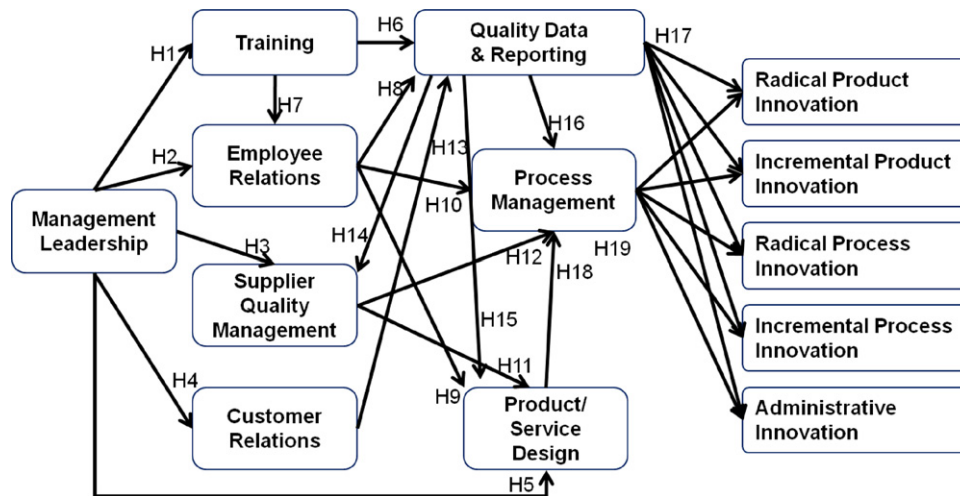 H6
H17
H1
Training
Quality Data
& Reporting
Radical Product
Innovation
H7
H8
H16
H2
Employee
Relations
H13
Process
Management
Incremental Product
Innovation
H10
Management
Leadership
H3
H14
H12
H19
H18
Radical Process
Innovation
Supplier
Quality
Management
H15
Incremental Process
Innovation
H11
H4
H9
Customer
Relations
Product/
Service
Design
Administrative
Innovation
H5